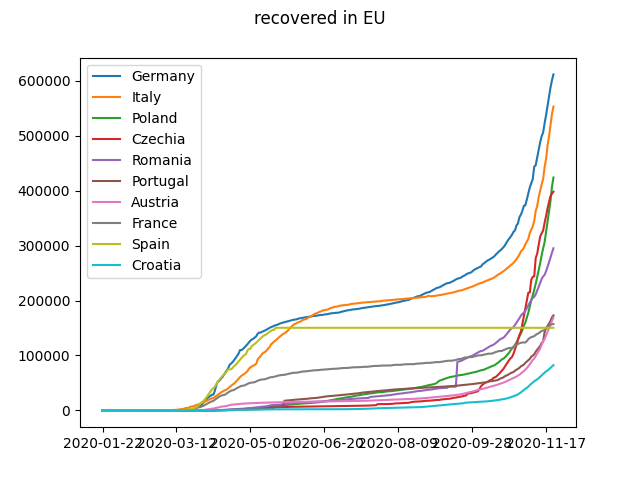 recovered in EU
600000
500000
400000
300000
200000
100000
0
Germany
Italy
Poland
Czechia
Romania
Portugal
Austria
France
Spain
Croatia
2020-01-22 2020-03-12 2020-05-01 2020-06-20 2020-08-09 2020-09-28 2020-11-17